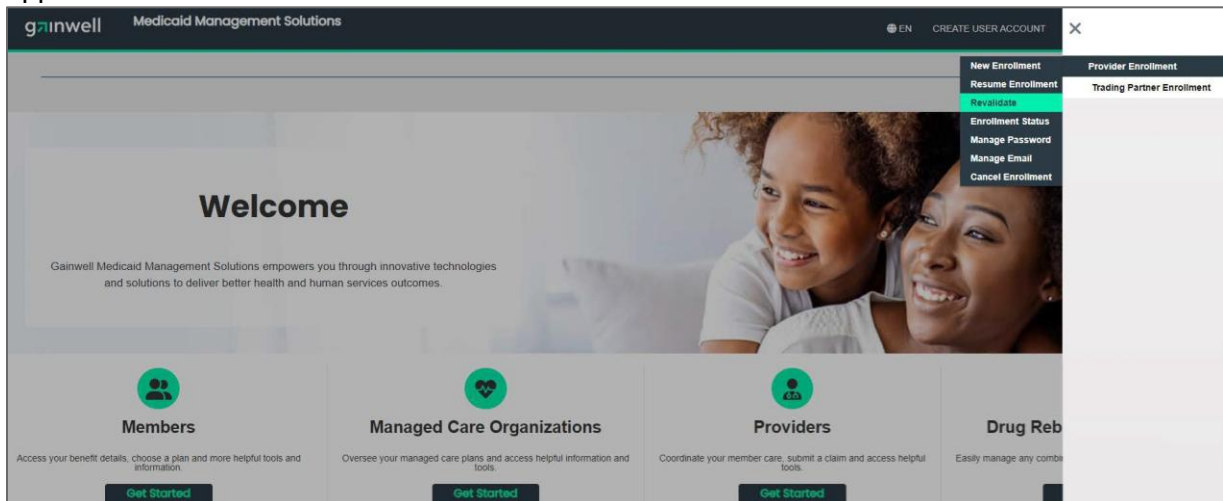 gainwell
Medicaid Management Solutions
EN
CREATE USER ACCOUNT
New Enrollment
Resume Enrollment
Revalidate
Enrollment Status
Manage Password
Manage Email
Cancel Enrollment
Provider Enrollment
Trading Partner Enrollment
Welcome
Gainwell Medicaid Management Solutions empowers you through innovative technologies
and solutions to deliver better health and human services outcomes.
Members
Access your benefit details, choose a plan and more helpful tools and
information.
Get Started
Managed Care Organizations
Oversee your managed care plans and access helpful information and
tools.
Get Started
Providers
Coordinate your member care, submit a claim and access helpful
tools.
Get Started
Drug Reb
Easily manage any combi